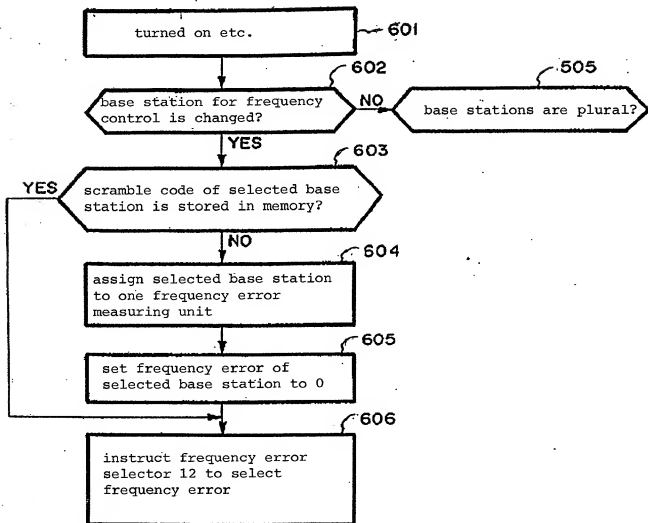 turned on etc.
601
602
505
base station for frequency
control is changed?
NO
base stations are plural?
YES
603
YES
scramble code of selected base
station is stored in memory?
NO
604
assign selected base station
to one frequency error
measuring unit
605
set frequency error of
selected base station to 0
606
instruct frequency error
selector 12 to select
frequency error